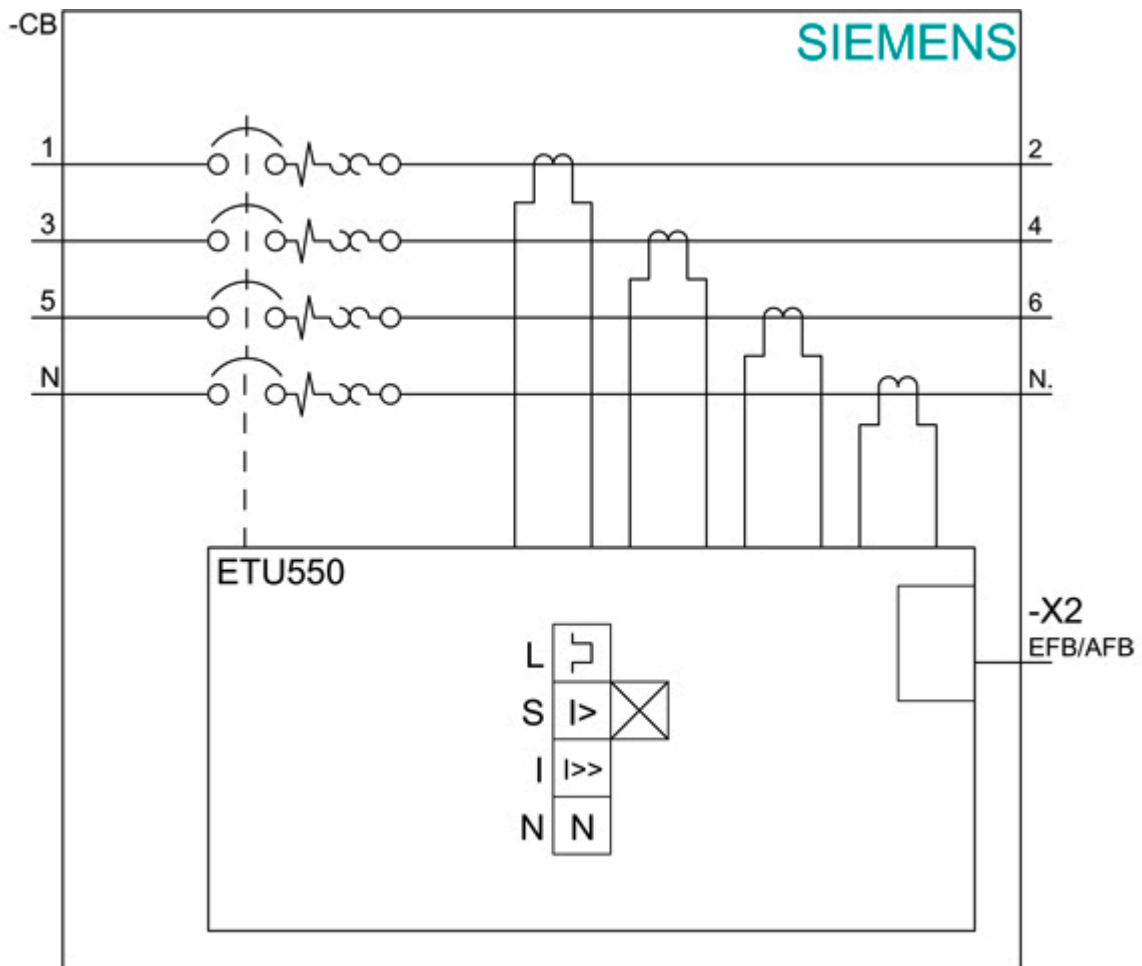 -CB
SIEMENS
1
2
3
4
5
6
N
N.
ETU550
-X2
EFB/AFB
L
S I>
I I>>
N N